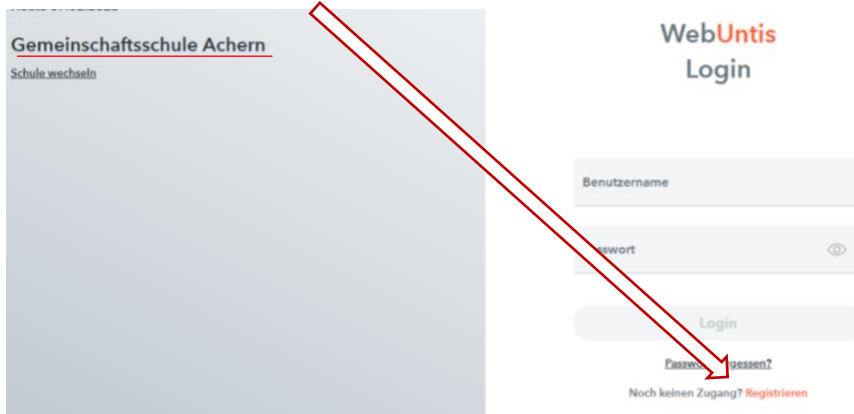 Gemeinschaftsschule Achern
Schule wechseln
WebUntis
Login
Benutzername
Login
Noch keinen Zugang? Registrieren